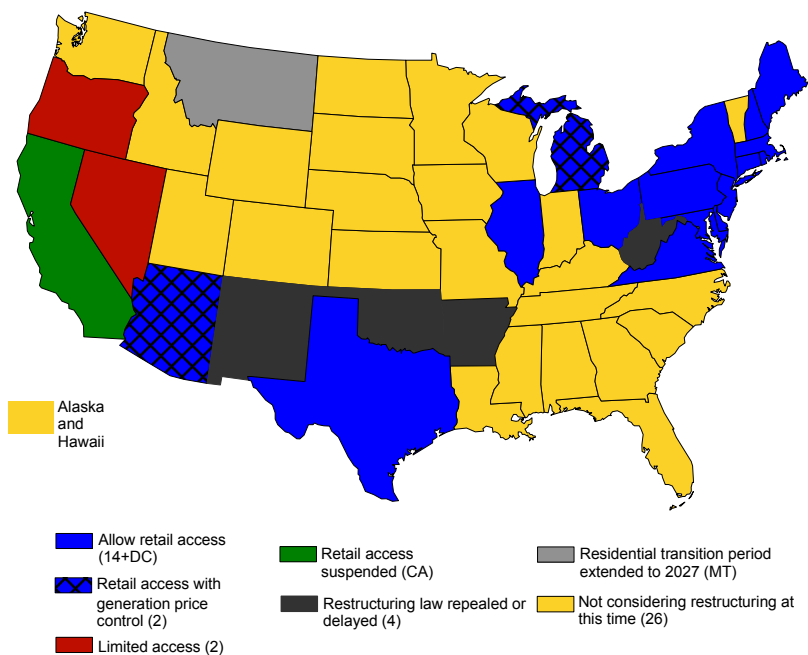 Alaska
and
Hawaii
Allow retail access
(14+DC)
Retail access with
generation price
control (2)
Limited access (2)
Retail access
suspended (CA)
Restructuring law repealed or
delayed (4)
Residential transition period
extended to 2027 (MT)
Not considering restructuring at
this time (26)